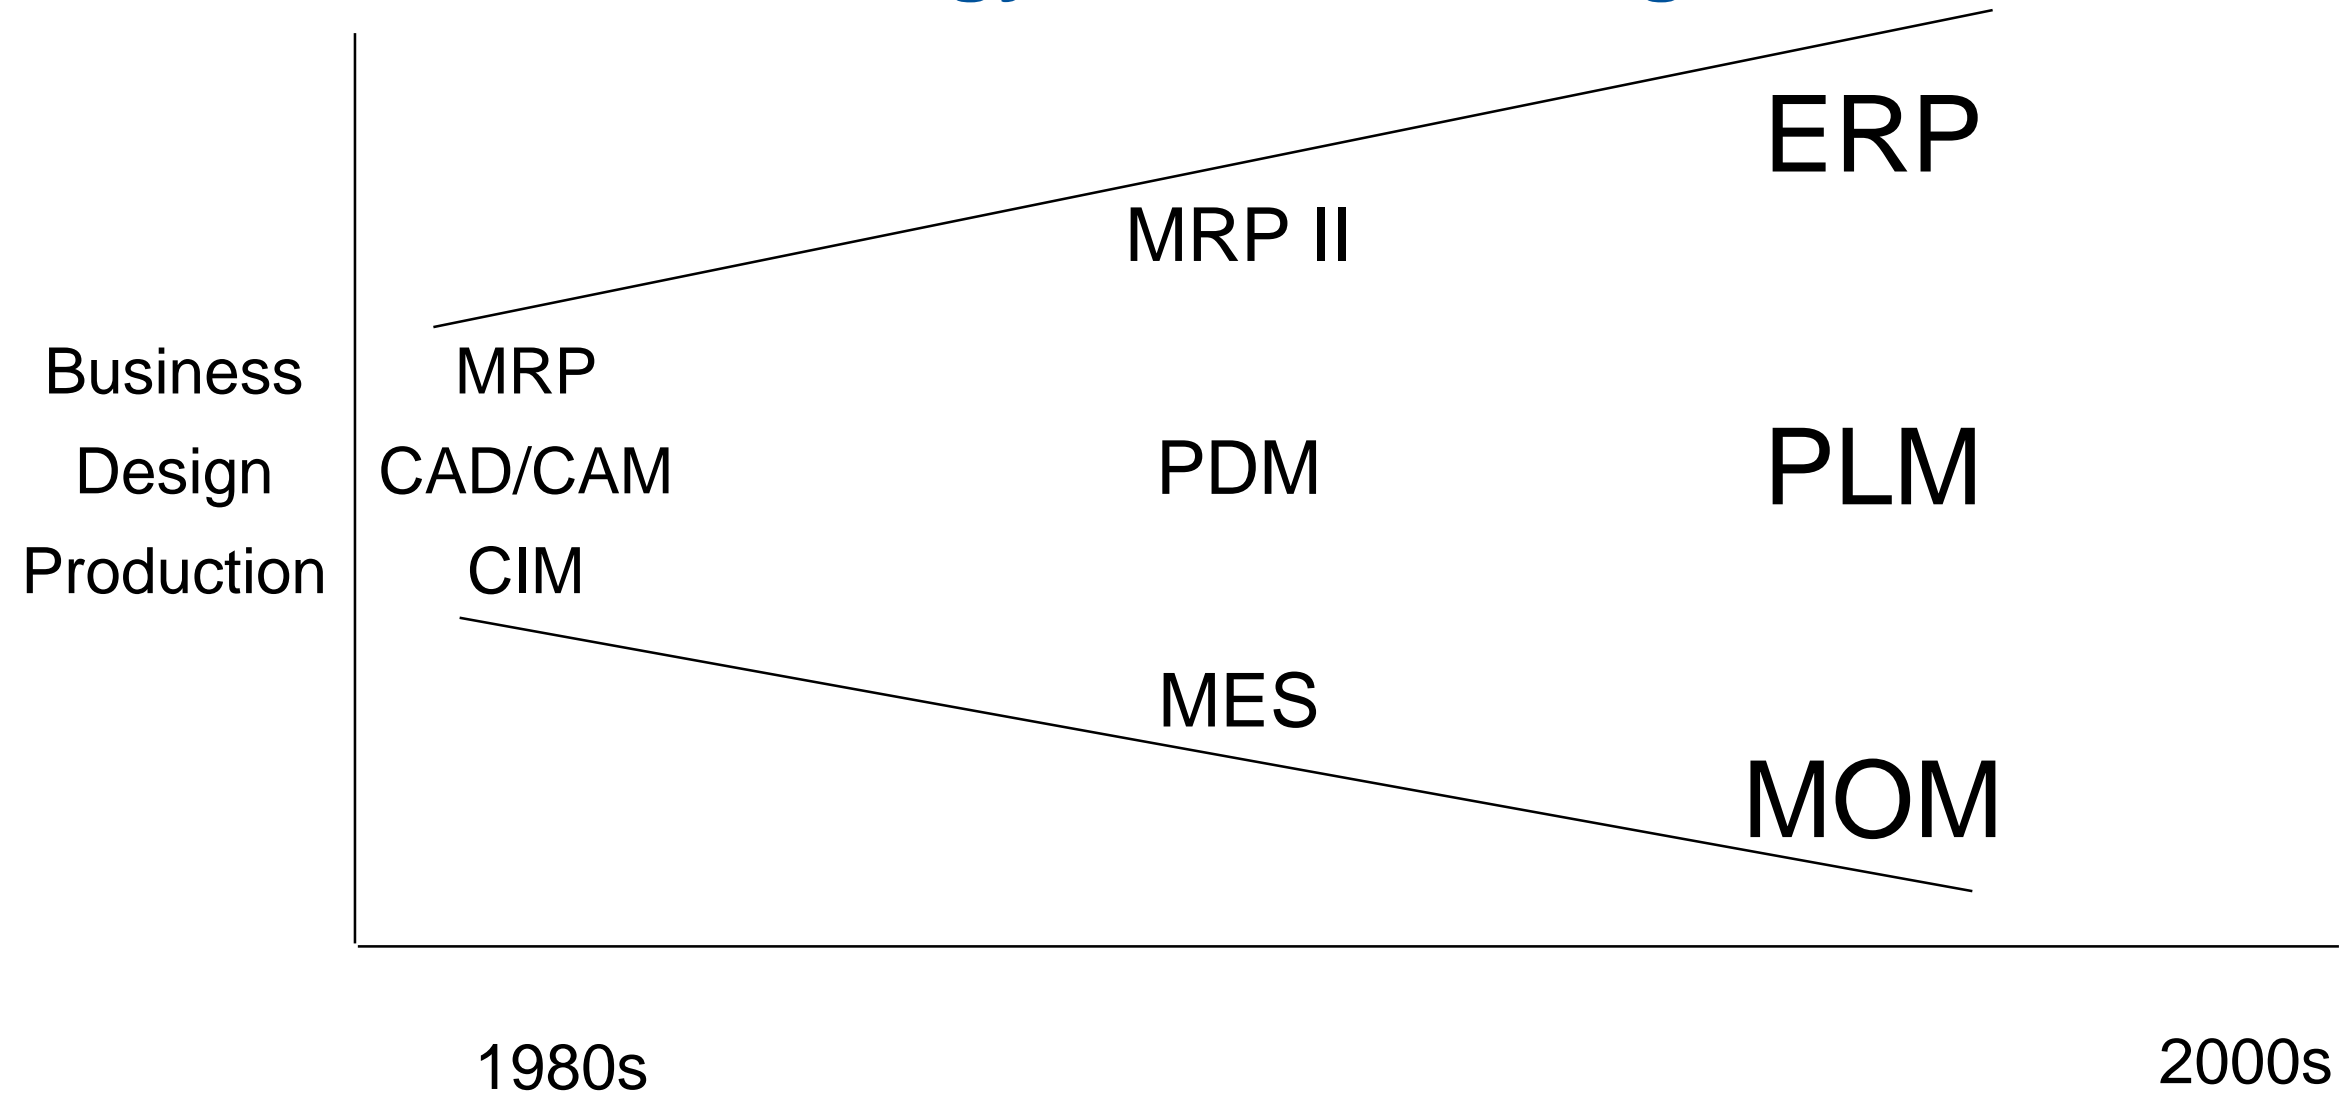 ERP
MRP II
Business MRP
Design CAD/CAM PDM PLM
Production CIM
MES
MOM
1980s 2000s